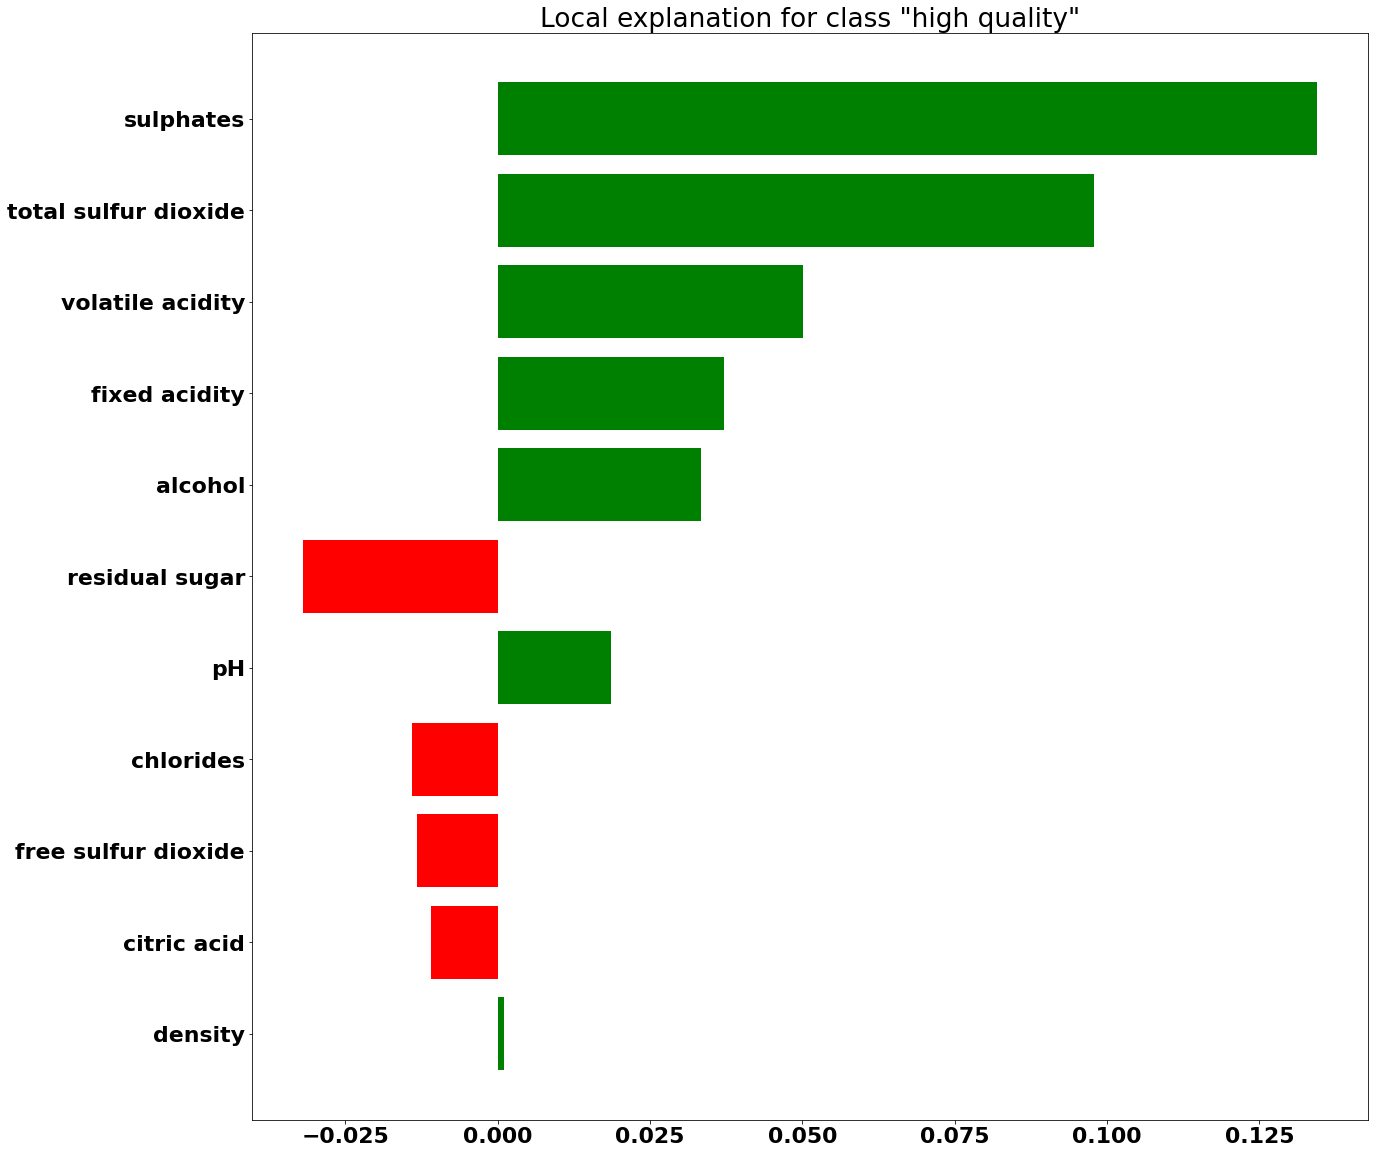 Local explanation for class "high quality"
sulphates
total sulfur dioxide
volatile acidity
fixed acidity
alcohol
residual sugar
pH
chlorides
free sulfur dioxide
citric acid
density
−0.025 0.000 0.025 0.050 0.075 0.100 0.125